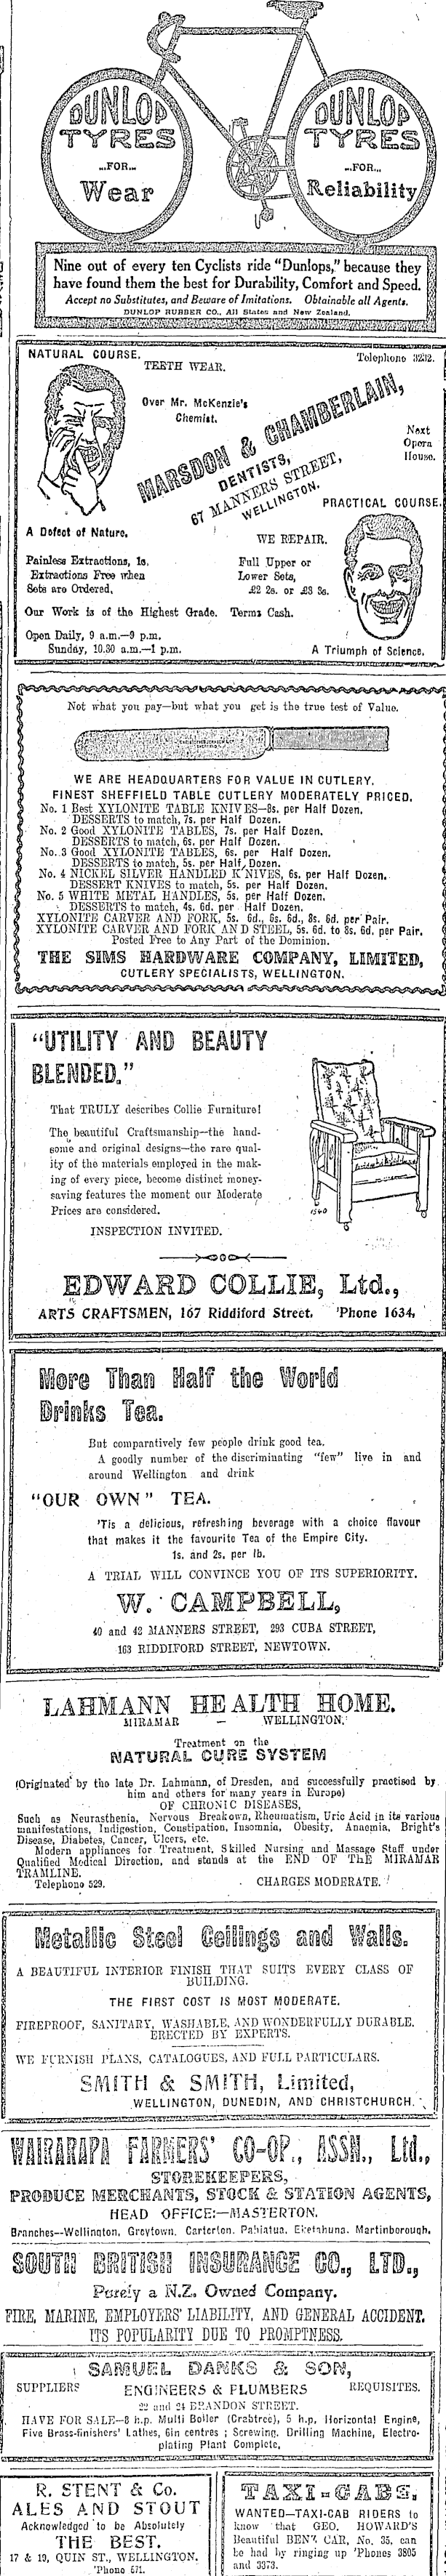 DUNLOP
TYRES
...FOR...
Wear
DUNLOP
TYRES
...FOR...
Reliability
Nine out of every ten Cyclists ride "Dunlops," because they
have found them the best for Durability, Comfort and Speed.
Accept no Substitutes, and Beware of Imitations. Obtainable all Agents.
DUNLOP RUBBER CO., All States and New Zealand.
NATURAL COURSE.
TEETH WEAR.
Telephone 3232.
Over Mr. McKenzie's
Chemist.
MARSDON & CHAMBERLAIN,
DENTISTS,
67 MANNERS STREET,
WELLINGTON.
Next
Opera
House.
PRACTICAL COURSE.
A Defect of Nature.
WE REPAIR.
Painless Extractions, 1s.
Extractions Free when
Sets are Ordered.
Full Upper or
Lower Sets,
£2 2s. or £3 3s.
Our Work is of the Highest Grade. Terms Cash.
Open Daily, 9 a.m.—9 p.m.
Sunday, 10.30 a.m.—1 p.m.
A Triumph of Science.
Not what you pay—but what you get is the true test of Value.
WE ARE HEADQUARTERS FOR VALUE IN CUTLERY.
FINEST SHEFFIELD TABLE CUTLERY MODERATELY PRICED.
No. 1 Best XYLONITE TABLE KNIVES—8s. per Half Dozen.
DESSERTS to match, 7s. per Half Dozen.
No. 2 Good XYLONITE TABLES, 7s. per Half Dozen.
DESSERTS to match, 6s. per Half Dozen.
No. 3 Good XYLONITE TABLES, 6s. per Half Dozen.
DESSERTS to match, 5s. per Half Dozen.
No. 4 NICKEL SILVER HANDLED KNIVES, 6s. per Half Dozen.
DESSERT KNIVES to match, 5s. per Half Dozen.
No. 5 WHITE METAL HANDLES, 5s. per Half Dozen.
DESSERTS to match, 4s. 6d. per Half Dozen.
XYLONITE CARVER AND FORK, 5s. 6d., 6s. 6d., 8s. 6d. per Pair.
XYLONITE CARVER AND FORK AND STEEL, 5s. 6d. to 8s. 6d. per Pair.
Posted Free to Any Part of the Dominion.
THE SIMS HARDWARE COMPANY, LIMITED,
CUTLERY SPECIALISTS, WELLINGTON.
"UTILITY AND BEAUTY
BLENDED."
That TRULY describes Collie Furniture!
The beautiful Craftsmanship—the hand-
some and original designs—the rare qual-
ity of the materials employed in the mak-
ing of every piece, become distinct money-
saving features the moment our Moderate
Prices are considered.
INSPECTION INVITED.
1560
EDWARD COLLIE, Ltd.,
ARTS CRAFTSMEN, 167 Riddiford Street. 'Phone 1634.
More Than Half the World
Drinks Tea.
But comparatively few people drink good tea.
A goodly number of the discriminating "few" live in and
around Wellington and drink
"OUR OWN" TEA.
'Tis a delicious, refreshing beverage with a choice flavour
that makes it the favourite Tea of the Empire City.
1s. and 2s. per lb.
A TRIAL WILL CONVINCE YOU OF ITS SUPERIORITY.
W. CAMPBELL,
40 and 42 MANNERS STREET, 293 CUBA STREET,
163 RIDDIFORD STREET, NEWTOWN.
LAHMANN HEALTH HOME.
MIRAMAR — WELLINGTON.
Treatment on the
NATURAL CURE SYSTEM
(Originated by the late Dr. Lahmann, of Dresden, and successfully practised by
him and others for many years in Europe)
OF CHRONIC DISEASES,
Such as Neurasthenia, Nervous Breakown, Rheumatism, Uric Acid in its various
manifestations, Indigestion, Constipation, Insomnia, Obesity, Anaemia, Bright's
Disease, Diabetes, Cancer, Ulcers, etc.
Modern appliances for Treatment, Skilled Nursing and Massage Staff under
Qualified Medical Direction, and stands at the END OF THE MIRAMAR
TRAMLINE.
Telephone 529. CHARGES MODERATE.
Metallic Steel Ceilings and Walls.
A BEAUTIFUL INTERIOR FINISH THAT SUITS EVERY CLASS OF
BUILDING.
THE FIRST COST IS MOST MODERATE.
FIREPROOF, SANITARY, WASHABLE, AND WONDERFULLY DURABLE.
ERECTED BY EXPERTS.
WE FURNISH PLANS, CATALOGUES, AND FULL PARTICULARS.
SMITH & SMITH, Limited,
WELLINGTON, DUNEDIN, AND CHRISTCHURCH.
WAIRARAPA FARMERS' CO-OP., ASSN., Ltd.,
STOREKEEPERS,
PRODUCE MERCHANTS, STOCK & STATION AGENTS,
HEAD OFFICE:—MASTERTON.
Branches—Wellington, Greytown, Carterton, Pahiatua, Eketahuna, Martinborough.
SOUTH BRITISH INSURANCE CO., LTD.,
Purely a N.Z. Owned Company.
FIRE, MARINE, EMPLOYERS' LIABILITY, AND GENERAL ACCIDENT.
ITS POPULARITY DUE TO PROMPTNESS.
SAMUEL DANKS & SON,
SUPPLIERS ENGINEERS & PLUMBERS REQUISITES.
22 and 24 BRANDON STREET.
HAVE FOR SALE—8 h.p. Multi Boiler (Crabtree), 5 h.p. Horizontal Engine,
Five Brass-finishers' Lathes, 6in centres; Screwing, Drilling Machine, Electro-
plating Plant Complete.
R. STENT & Co.
ALES AND STOUT
Acknowledged to be Absolutely
THE BEST.
17 & 19, QUIN ST., WELLINGTON.
'Phone 671.
TAXI-CABS.
WANTED—TAXI-CAB RIDERS to
know that GEO. HOWARD'S
Beautiful BENZ CAR, No. 35, can
be had by ringing up 'Phones 3805
and 3373.